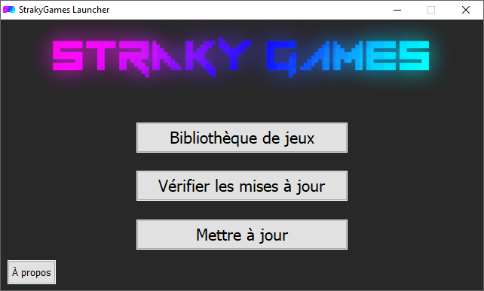 StrakyGames Launcher
STRAKY GAMES
Bibliothèque de jeux
Vérifier les mises à jour
Mettre à jour
À propos